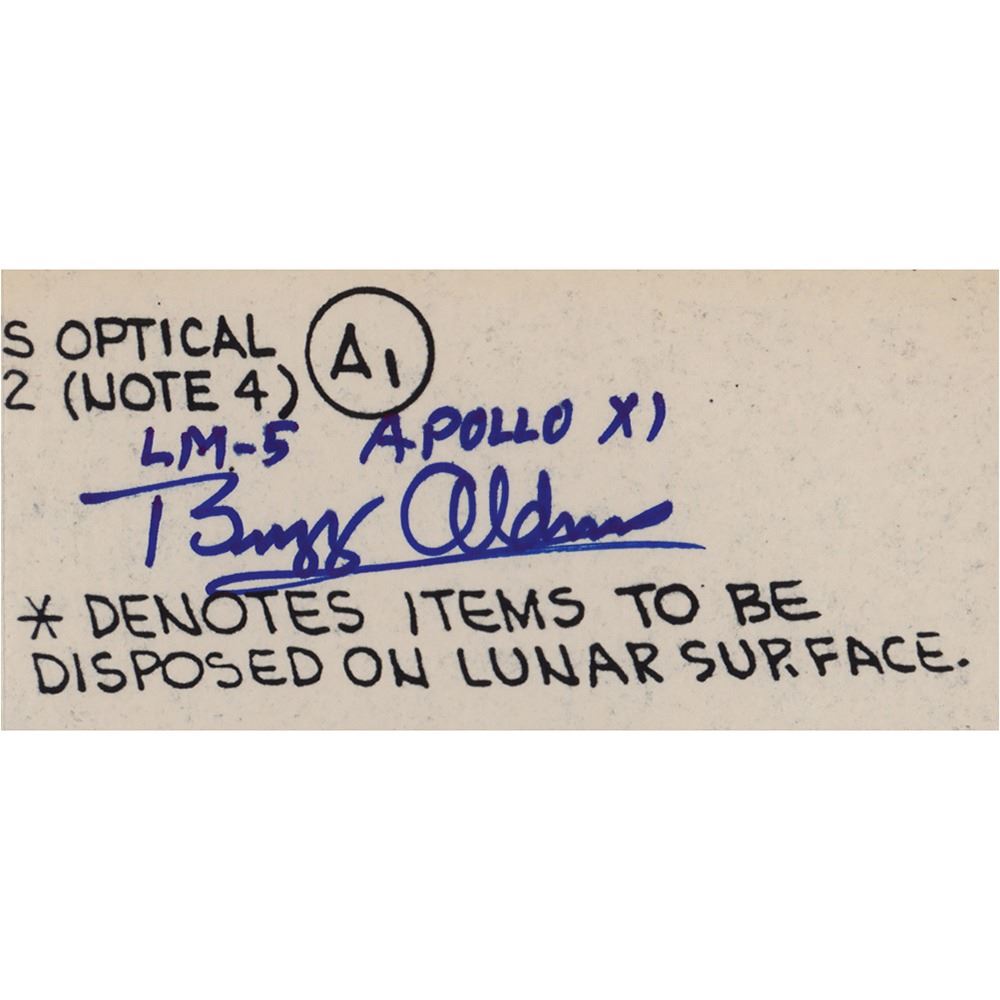 S OPTICAL
2 (NOTE 4)
A1
LM-5 APOLLO XI
Buzz Aldrin
* DENOTES ITEMS TO BE
DISPOSED ON LUNAR SURFACE.